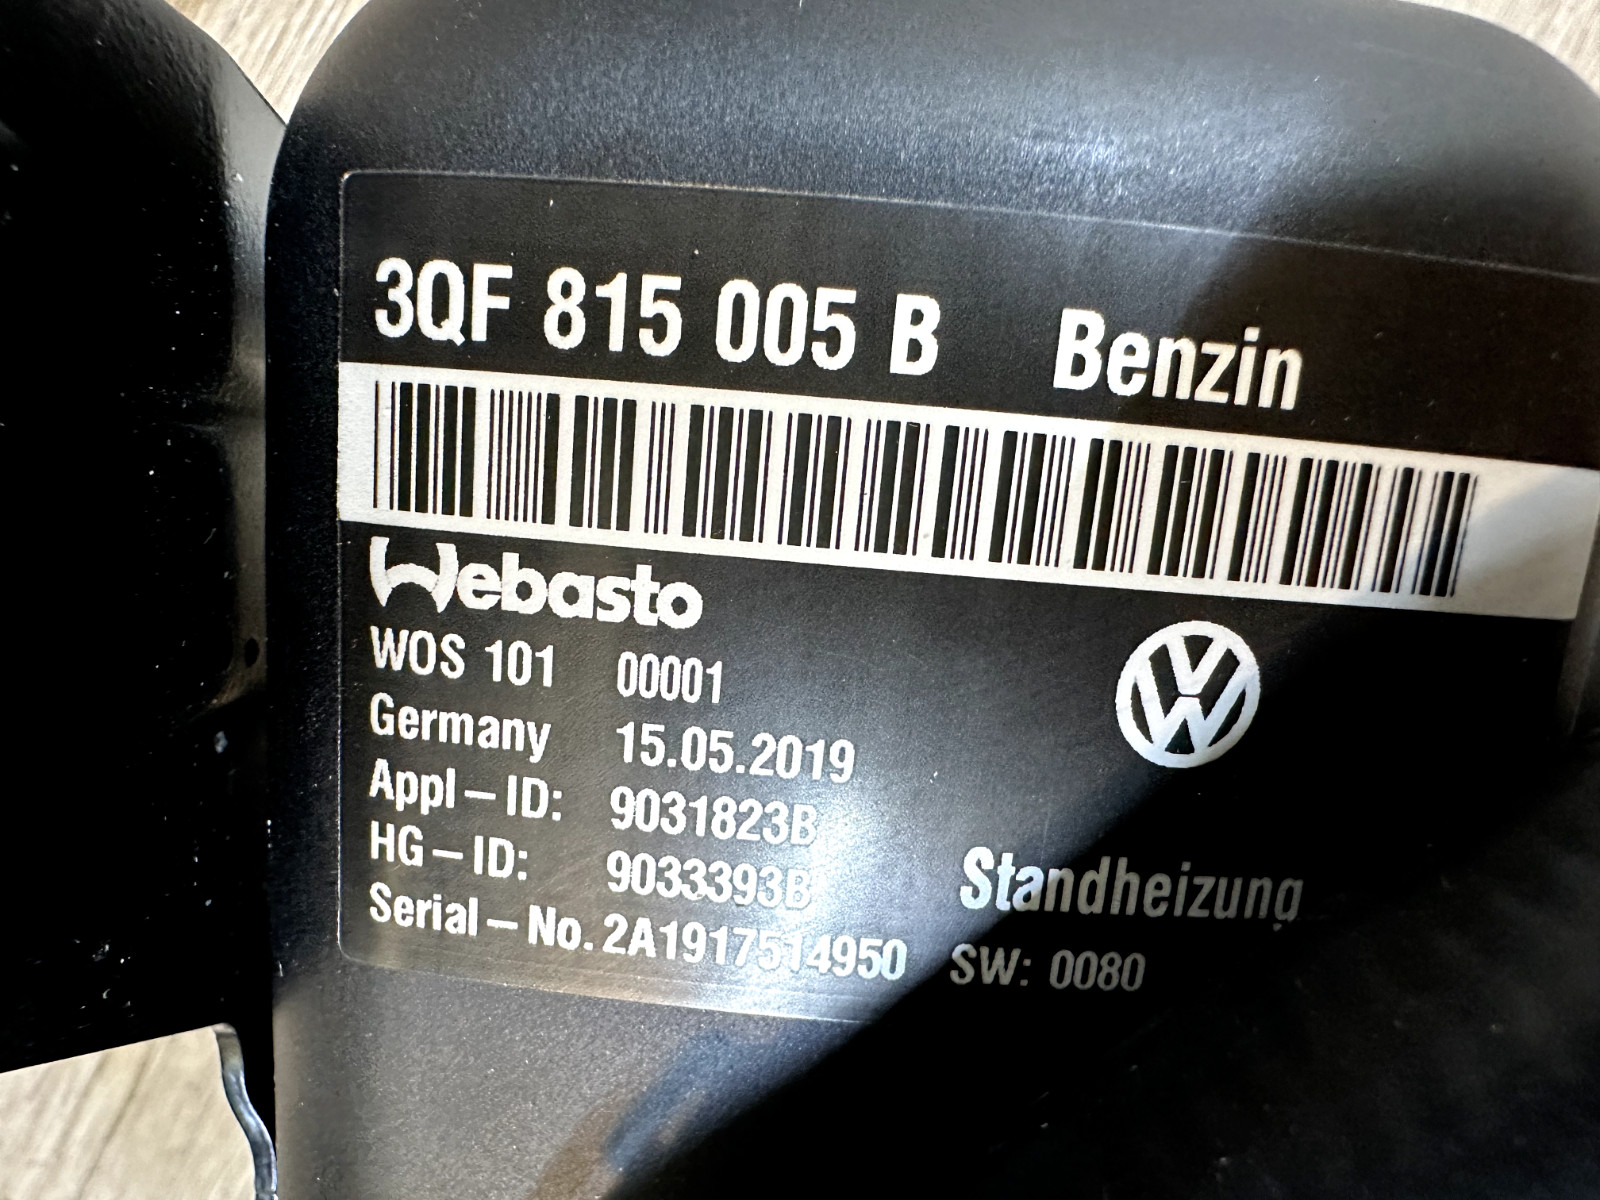 3QF 815 005 B Benzin
Webasto
WOS 101 00001
Germany 15.05.2019
Appl-ID: 9031823B
HG-ID: 9033393B
Standheizung
Serial-No. 2A1917514950 SW: 0080